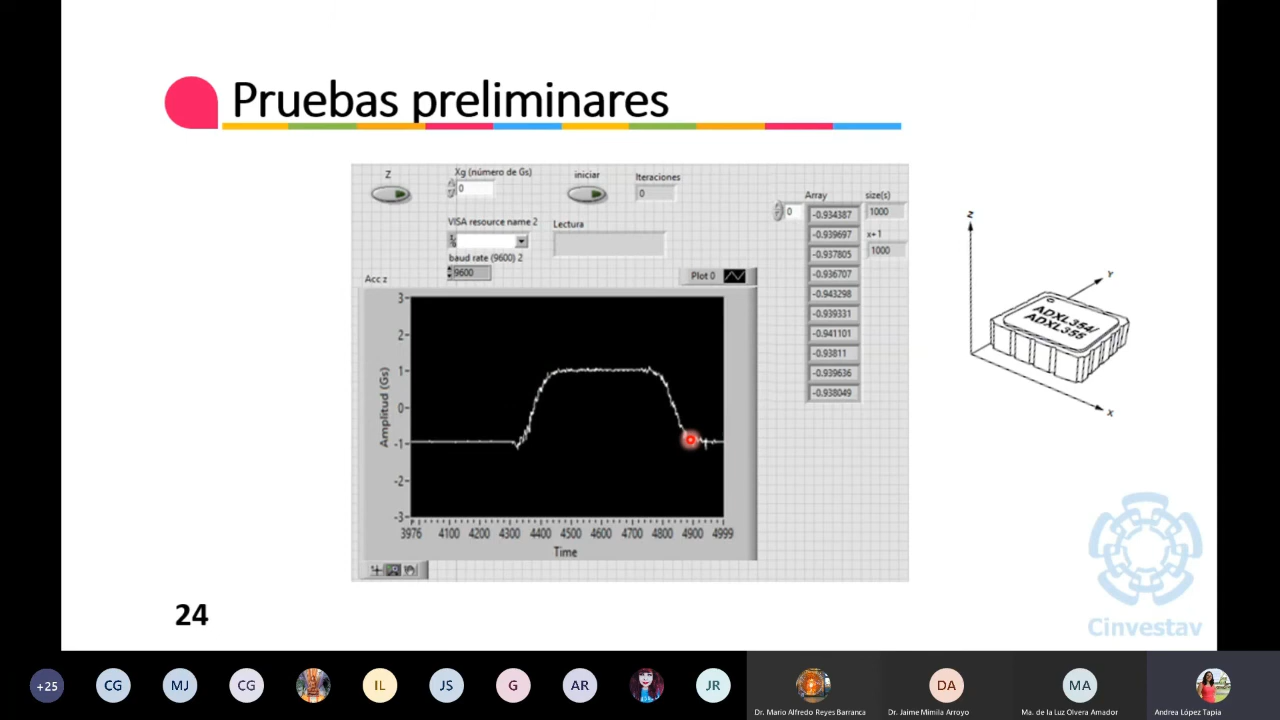 Pruebas preliminares
Z
Xg (número de Gs)
iniciar
Iteraciones
0
0
VISA resource name 2
Lectura
baud rate (9600) 2
9600
Array
size(s)
0
-0.934387
1000
-0.939697
x+1
-0.937805
1000
-0.936707
-0.943298
-0.939331
-0.941101
-0.93811
-0.939636
-0.938049
Acc z
Plot 0
3
2
1
0
-1
-2
-3
Amplitud (Gs)
3976 4100 4200 4300 4400 4500 4600 4700 4800 4900 4999
Time
Z
Y
X
ADXL354/
ADXL355
Cinvestav
24
+25
CG
MJ
CG
IL
JS
G
AR
JR
DA
MA
Dr. Mario Alfredo Reyes Barranca
Dr. Jaime Mimila Arroyo
Ma. de la Luz Olvera Amador
Andrea López Tapia